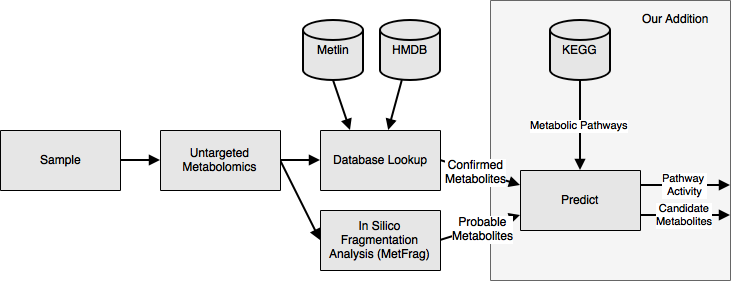 Our Addition
Metlin
HMDB
KEGG
Metabolic Pathways
Sample
Untargeted
Metabolomics
Database Lookup
Confirmed
Metabolites
Predict
Pathway
Activity
Candidate
Metabolites
In Silico
Fragmentation
Analysis (MetFrag)
Probable
Metabolites